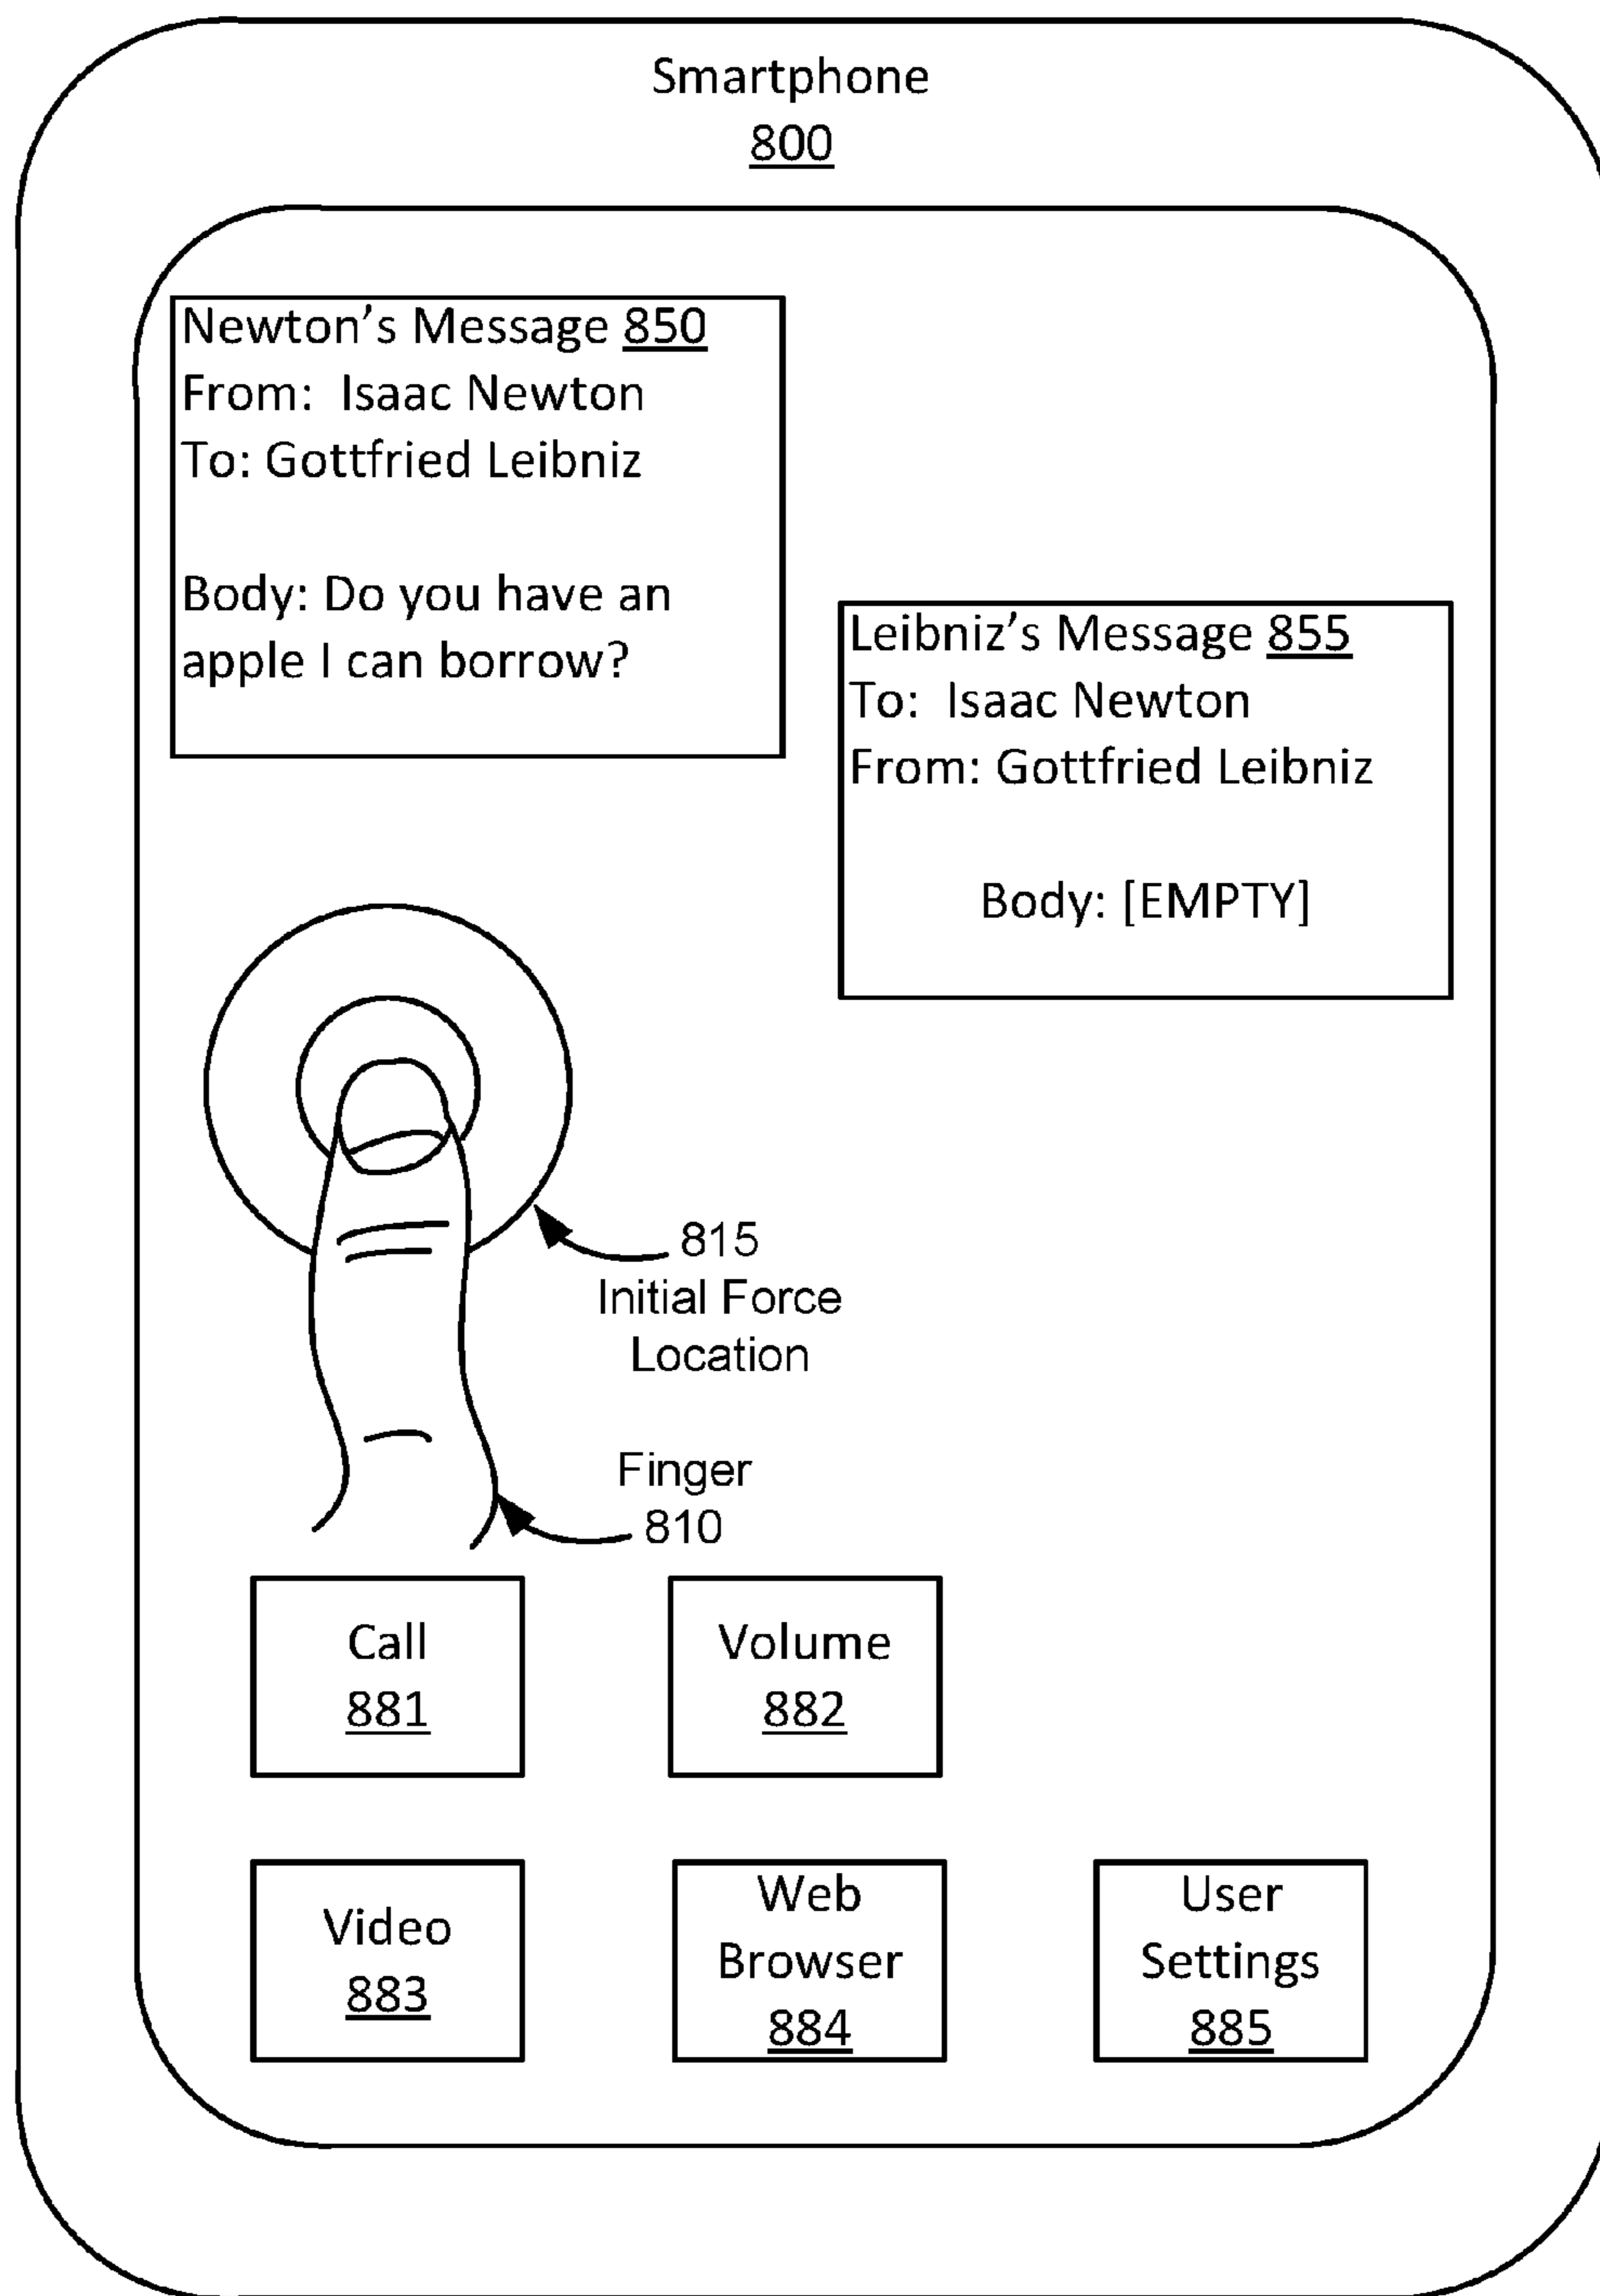 Smartphone
800
Newton's Message 850
From:  Isaac Newton
To: Gottfried Leibniz
Body: Do you have an
apple I can borrow?
Leibniz's Message 855
To:  Isaac Newton
From: Gottfried Leibniz
Body: [EMPTY]
815
Initial Force
Location
Finger
810
Call
881
Volume
882
Video
883
Web
Browser
884
User
Settings
885